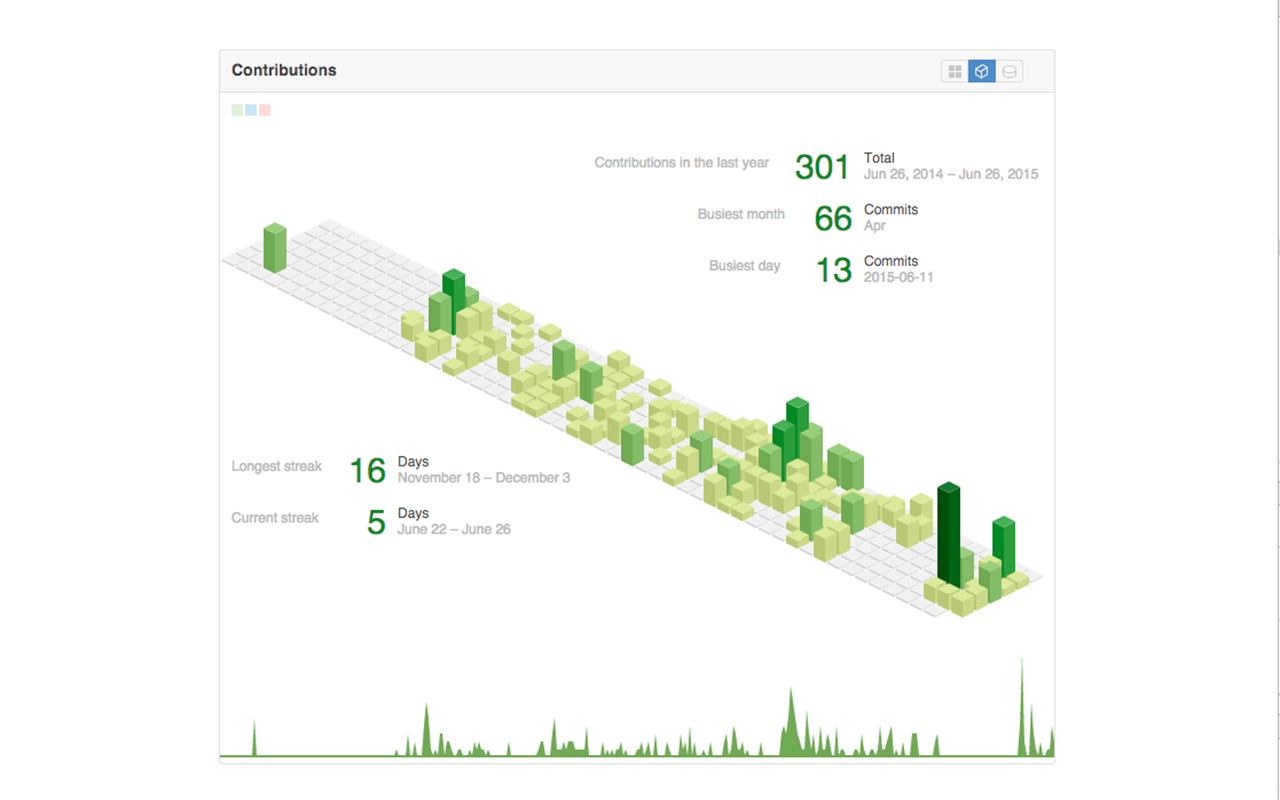 Contributions
Contributions in the last year 301 Total
Jun 26, 2014 – Jun 26, 2015
Busiest month 66 Commits
Apr
Busiest day 13 Commits
2015-06-11
Longest streak 16 Days
November 18 – December 3
Current streak 5 Days
June 22 – June 26